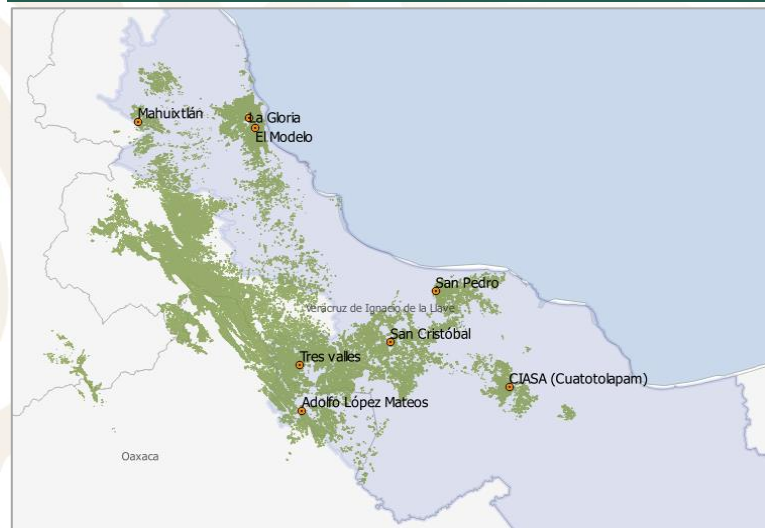 Mahuixtlán
La Gloria
El Modelo
San Pedro
Veracruz de Ignacio de la Llave
San Cristóbal
Tres valles
CIASA (Cuatotolapam)
Adolfo López Mateos
Oaxaca